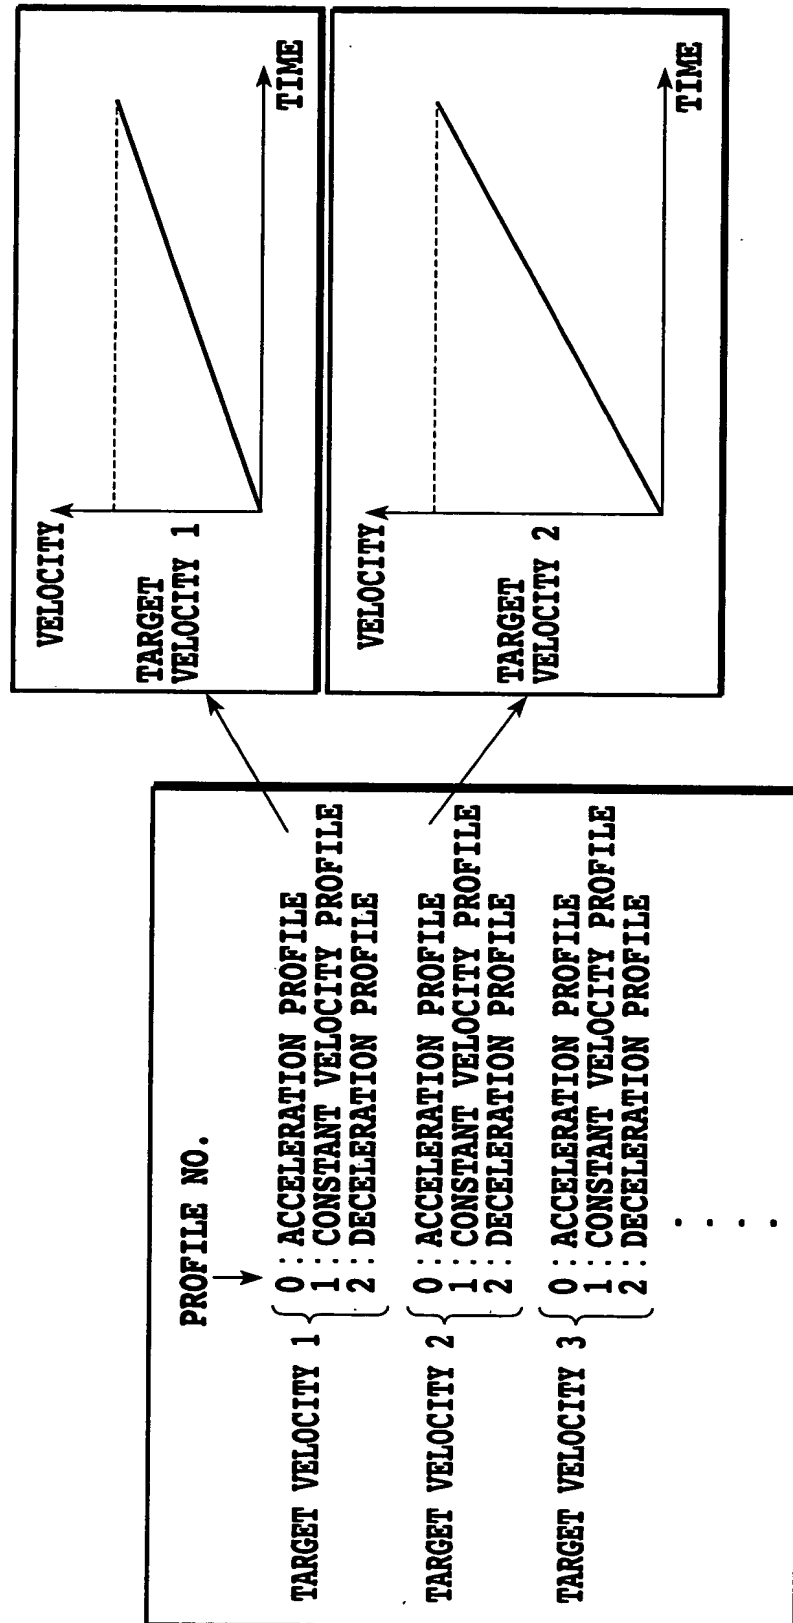 PROFILE NO.
TARGET VELOCITY 1
0: ACCELERATION PROFILE
1: CONSTANT VELOCITY PROFILE
2: DECELERATION PROFILE
TARGET VELOCITY 2
0: ACCELERATION PROFILE
1: CONSTANT VELOCITY PROFILE
2: DECELERATION PROFILE
TARGET VELOCITY 3
0: ACCELERATION PROFILE
1: CONSTANT VELOCITY PROFILE
2: DECELERATION PROFILE
. . . .
VELOCITY
TARGET
VELOCITY 1
TIME
VELOCITY
TARGET
VELOCITY 2
TIME